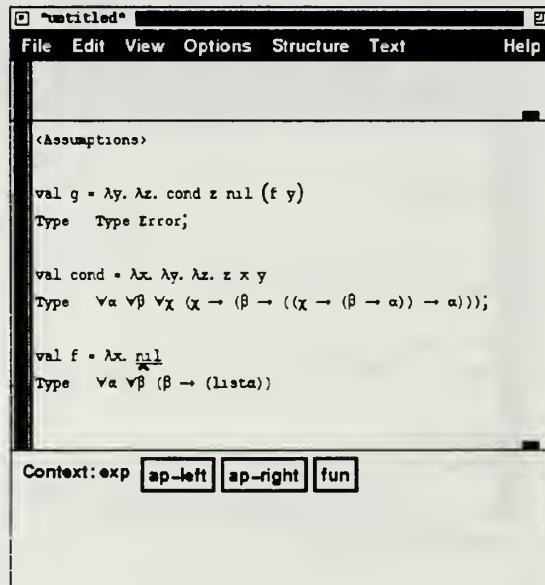 *untitled*
File Edit View Options Structure Text Help
<Assumptions>
val g = λy. λz. cond z nil (f y)
Type Type Error;
val cond = λx. λy. λz. z x y
Type ∀α ∀β ∀χ (χ → (β → ((χ → (β → α)) → α)));
val f = λx. nil
Type ∀α ∀β (β → (listα))
Context: exp ap-left ap-right fun